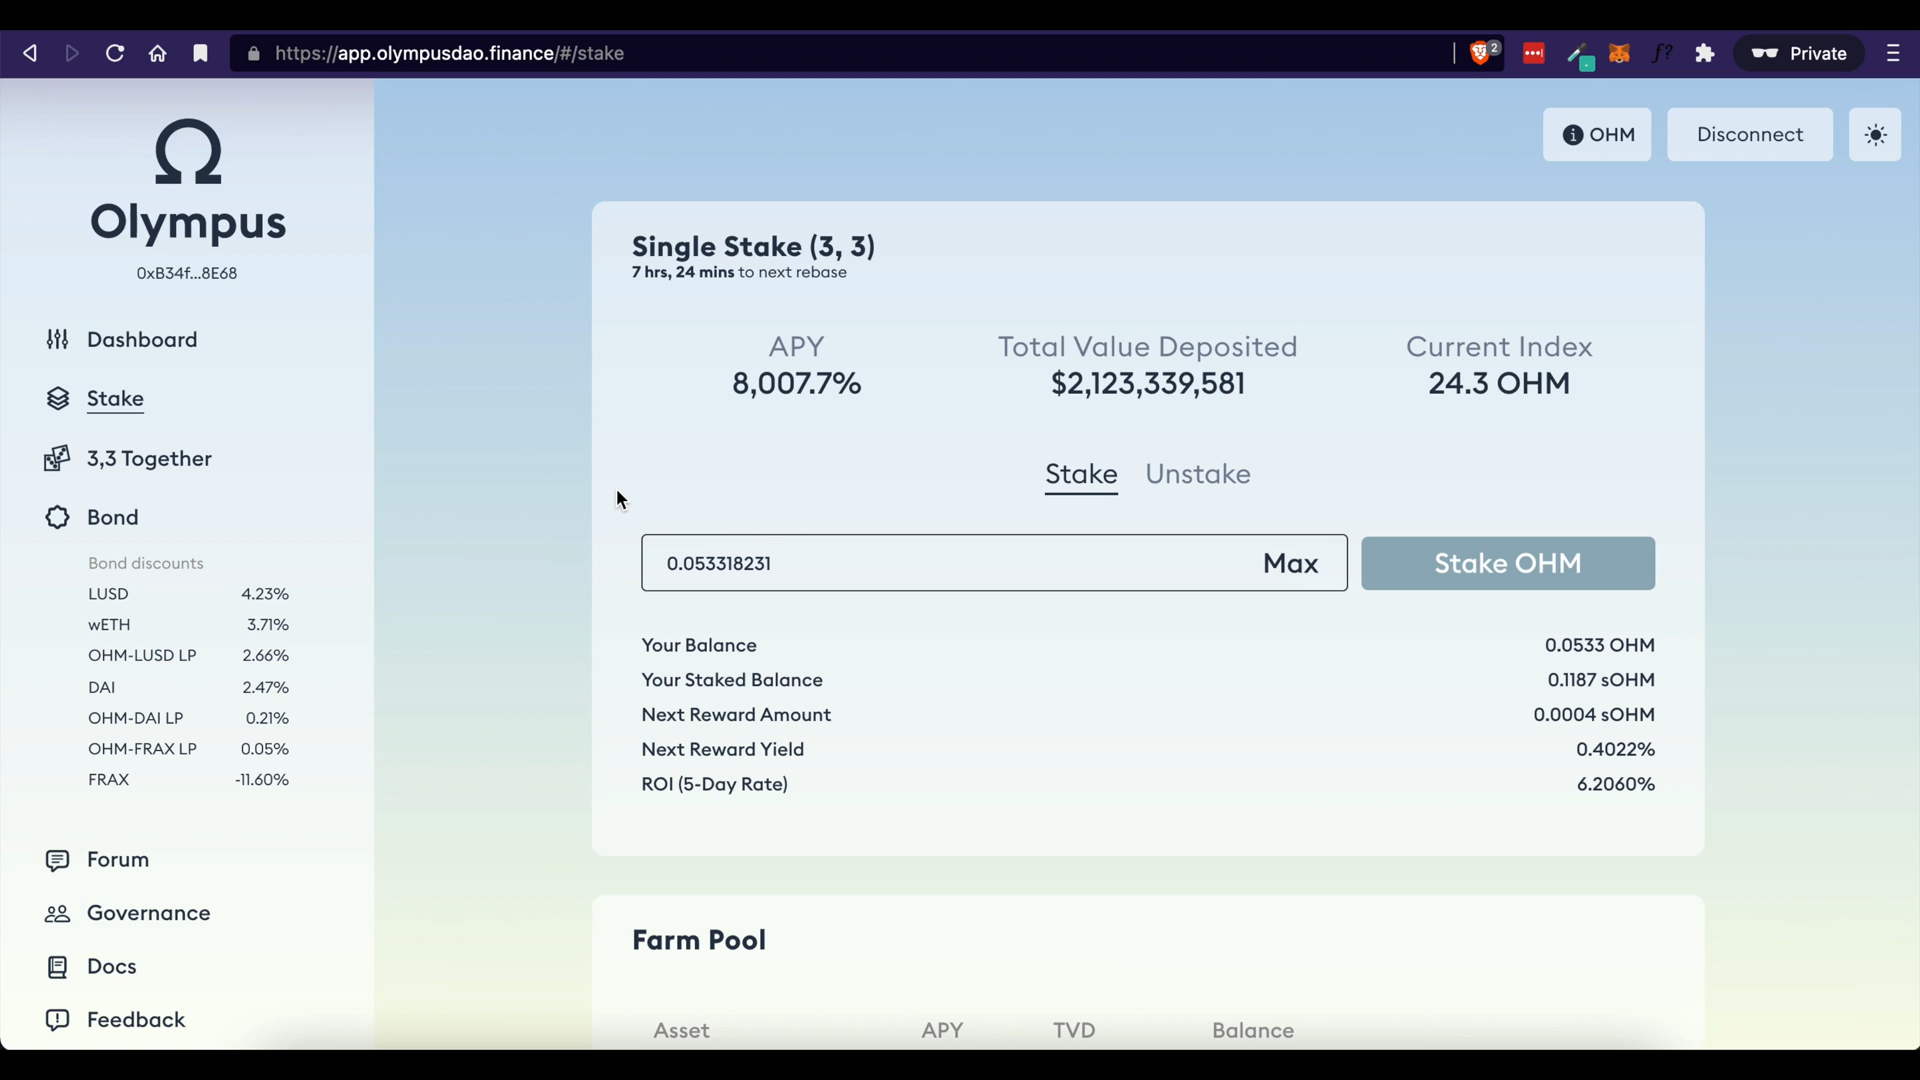 https://app.olympusdao.finance/#/stake
2
Private
Olympus
0xB34f...8E68
Dashboard
Stake
3,3 Together
Bond
Bond discounts
LUSD 4.23%
wETH 3.71%
OHM-LUSD LP 2.66%
DAI 2.47%
OHM-DAI LP 0.21%
OHM-FRAX LP 0.05%
FRAX -11.60%
Forum
Governance
Docs
Feedback
OHM
Disconnect
Single Stake (3, 3)
7 hrs, 24 mins to next rebase
APY Total Value Deposited Current Index
8,007.7% $2,123,339,581 24.3 OHM
Stake Unstake
0.053318231 Max Stake OHM
Your Balance 0.0533 OHM
Your Staked Balance 0.1187 sOHM
Next Reward Amount 0.0004 sOHM
Next Reward Yield 0.4022%
ROI (5-Day Rate) 6.2060%
Farm Pool
Asset APY TVD Balance